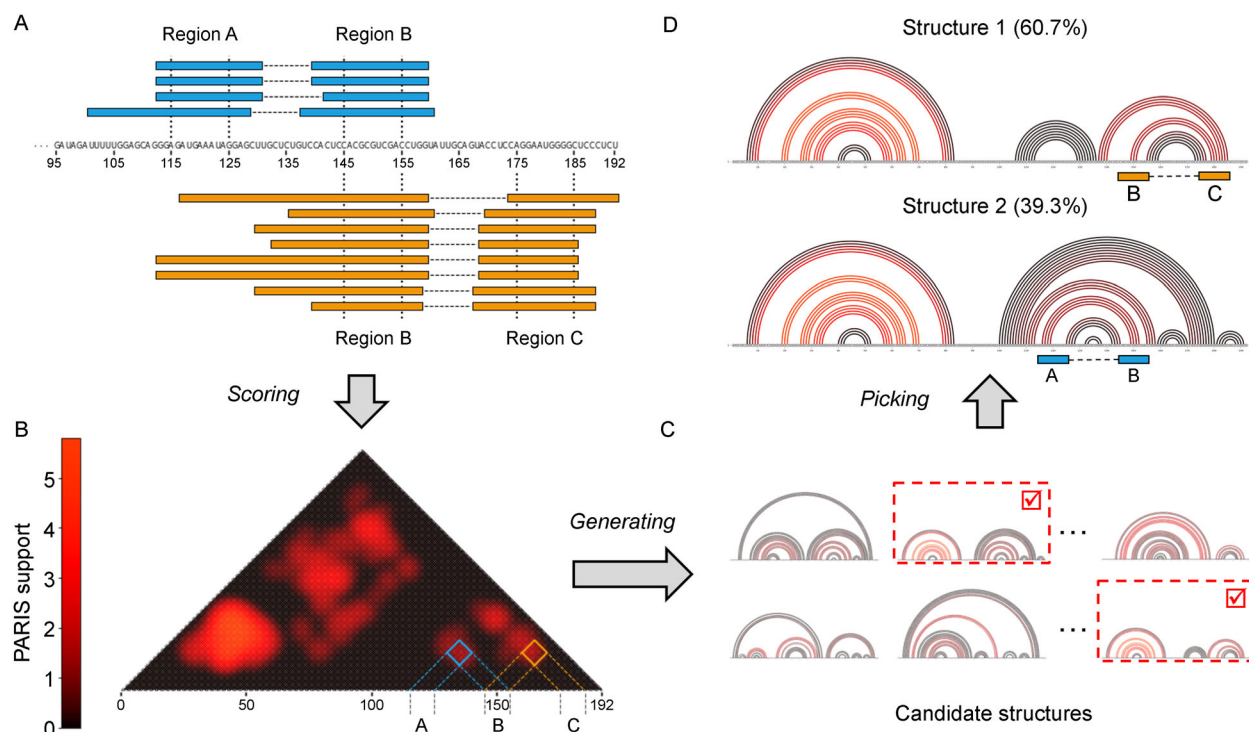 A
Region A Region B
··· GAUAGAUUUUUGGAGCAGGGAGAUGAAAUAGGAGCUUGCUCUGUCCACUCCACGCGUCGACCUGGUAUUGCAGUACCUCCAGGAAUGGGGCUCCCUCU
95 105 115 125 135 145 155 165 175 185 192
Region B Region C
Scoring
B
PARIS support
5
4
3
2
1
0
0 50 100 150 192
A B C
Generating
D
Structure 1 (60.7%)
B C
Structure 2 (39.3%)
A B
Picking
C
...
...
Candidate structures